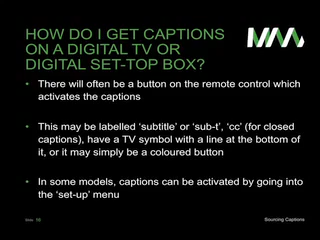 HOW DO I GET CAPTIONS
ON A DIGITAL TV OR
DIGITAL SET-TOP BOX?
• There will often be a button on the remote control which
activates the captions
• This may be labelled ‘subtitle’ or ‘sub-t’, ‘cc’ (for closed
captions), have a TV symbol with a line at the bottom of
it, or it may simply be a coloured button
• In some models, captions can be activated by going into
the ‘set-up’ menu
Sourcing Captions